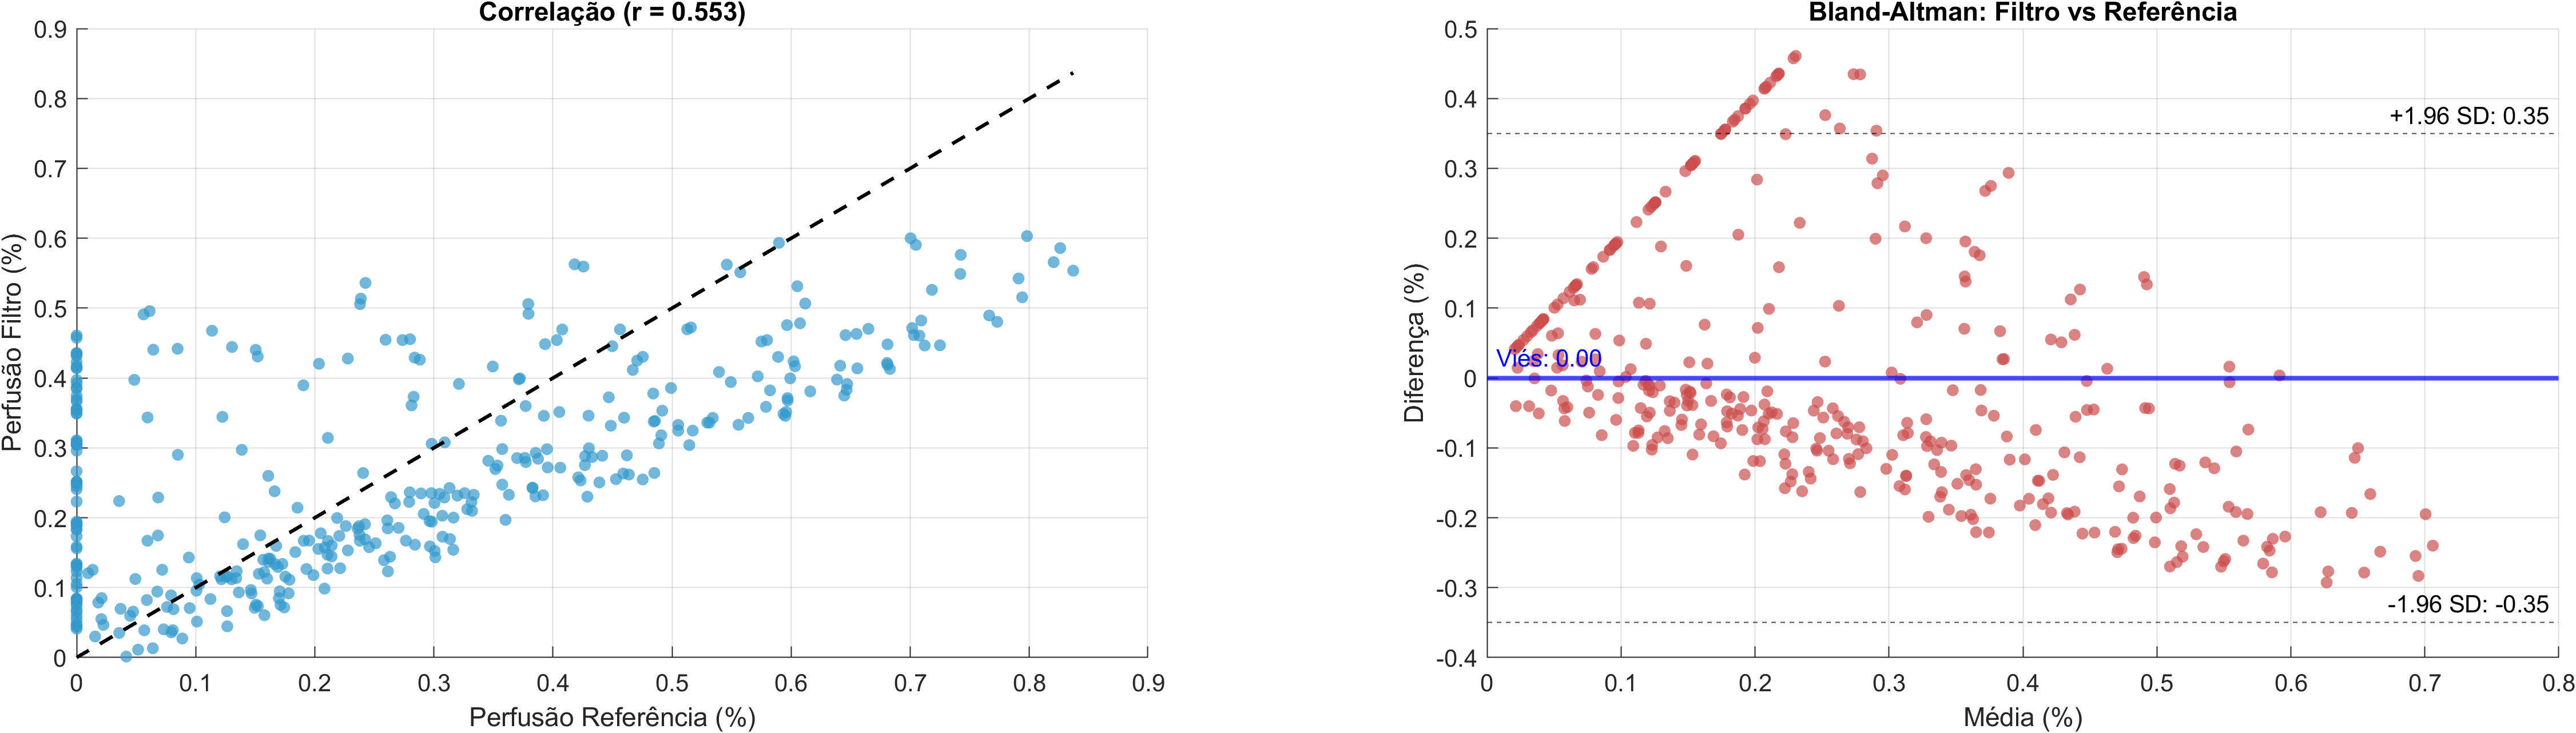 Correlação (r = 0.553)
0.9
0.8
0.7
0.6
0.5
0.4
0.3
0.2
0.1
0
Perfusão Filtro (%)
0 0.1 0.2 0.3 0.4 0.5 0.6 0.7 0.8 0.9
Perfusão Referência (%)
Bland-Altman: Filtro vs Referência
0.5
0.4
0.3
0.2
0.1
0
-0.1
-0.2
-0.3
-0.4
Diferença (%)
+1.96 SD: 0.35
Viés: 0.00
-1.96 SD: -0.35
0 0.1 0.2 0.3 0.4 0.5 0.6 0.7 0.8
Média (%)